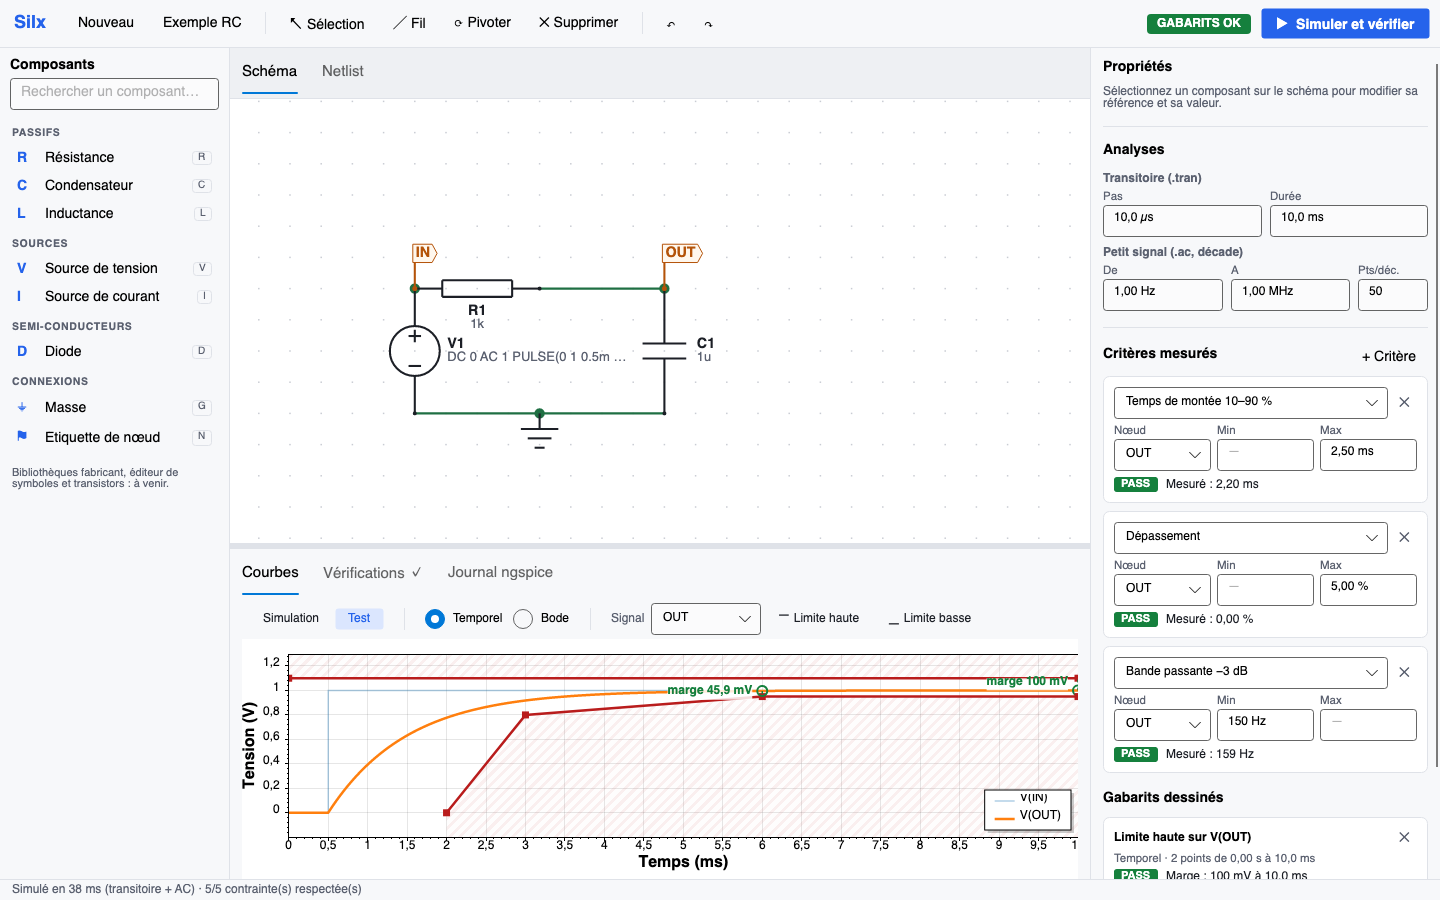 Silx
Nouveau
Exemple RC
Sélection
Fil
Pivoter
Supprimer
GABARITS OK
Simuler et vérifier
Composants
Rechercher un composant…
PASSIFS
R Résistance R
C Condensateur C
L Inductance L
SOURCES
V Source de tension V
I Source de courant I
SEMI-CONDUCTEURS
D Diode D
CONNEXIONS
Masse G
Etiquette de nœud N
Bibliothèques fabricant, éditeur de
symboles et transistors : à venir.
Schéma
Netlist
IN
OUT
R1
1k
V1
DC 0 AC 1 PULSE(0 1 0.5m …
C1
1u
Courbes
Vérifications ✓
Journal ngspice
Simulation
Test
Temporel
Bode
Signal
OUT
Limite haute
Limite basse
Tension (V)
1,2
1
0,8
0,6
0,4
0,2
0
marge 45,9 mV
marge 100 mV
V(IN)
V(OUT)
0 0,5 1 1,5 2 2,5 3 3,5 4 4,5 5 5,5 6 6,5 7 7,5 8 8,5 9 9,5 1
Temps (ms)
Propriétés
Sélectionnez un composant sur le schéma pour modifier sa
référence et sa valeur.
Analyses
Transitoire (.tran)
Pas Durée
10,0 µs 10,0 ms
Petit signal (.ac, décade)
De A Pts/déc.
1,00 Hz 1,00 MHz 50
Critères mesurés
+ Critère
Temps de montée 10–90 %
Nœud Min Max
OUT — 2,50 ms
PASS Mesuré : 2,20 ms
Dépassement
Nœud Min Max
OUT — 5,00 %
PASS Mesuré : 0,00 %
Bande passante −3 dB
Nœud Min Max
OUT 150 Hz —
PASS Mesuré : 159 Hz
Gabarits dessinés
Limite haute sur V(OUT)
Temporel · 2 points de 0,00 s à 10,0 ms
PASS Marge : 100 mV à 10,0 ms
Simulé en 38 ms (transitoire + AC) · 5/5 contrainte(s) respectée(s)